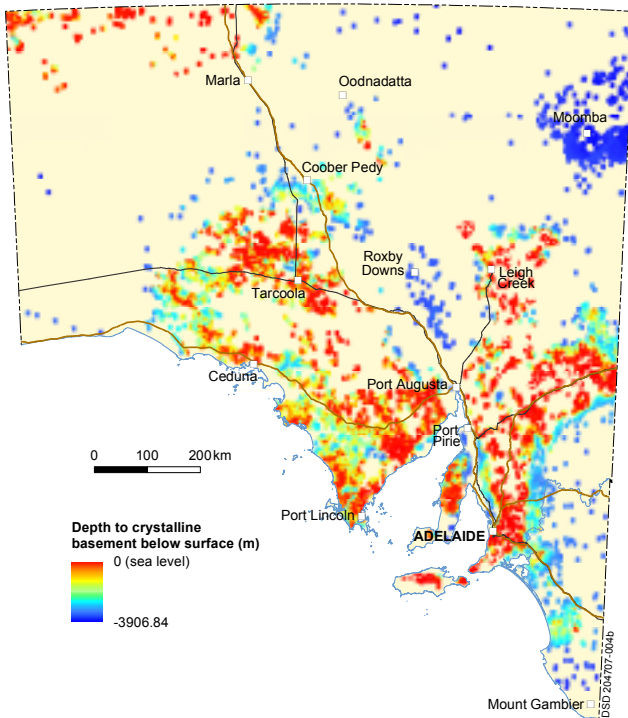 Marla
Oodnadatta
Moomba
Coober Pedy
Roxby
Downs
Leigh
Creek
Tarcoola
Ceduna
Port Augusta
Port
Pirie
0 100 200 km
Port Lincoln
ADELAIDE
Depth to crystalline
basement below surface (m)
0 (sea level)
-3906.84
Mount Gambier
DSD 204707-004b